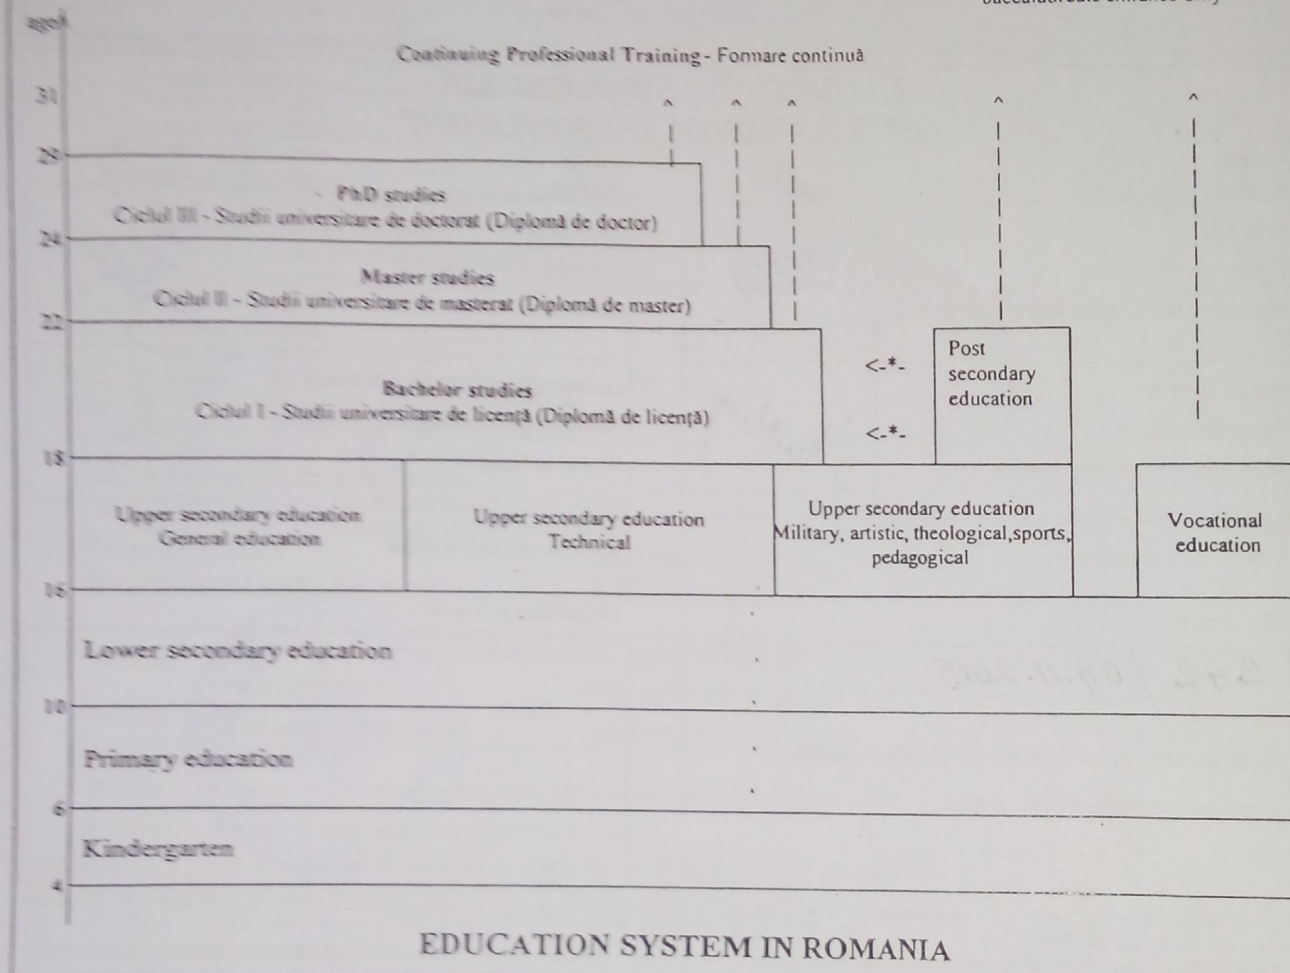 age
Continuing Professional Training - Formare continuă
31
29
PhD studies
Ciclul III - Studii universitare de doctorat (Diplomă de doctor)
24
Master studies
Ciclul II - Studii universitare de masterat (Diplomă de master)
22
Post
secondary
education
<-*-
Bachelor studies
Ciclul I - Studii universitare de licenţă (Diplomă de licenţă)
<-*-
18
Upper secondary education
General education
Upper secondary education
Technical
Upper secondary education
Military, artistic, theological,sports,
pedagogical
Vocational
education
16
Lower secondary education
10
Primary education
6
Kindergarten
4
EDUCATION SYSTEM IN ROMANIA